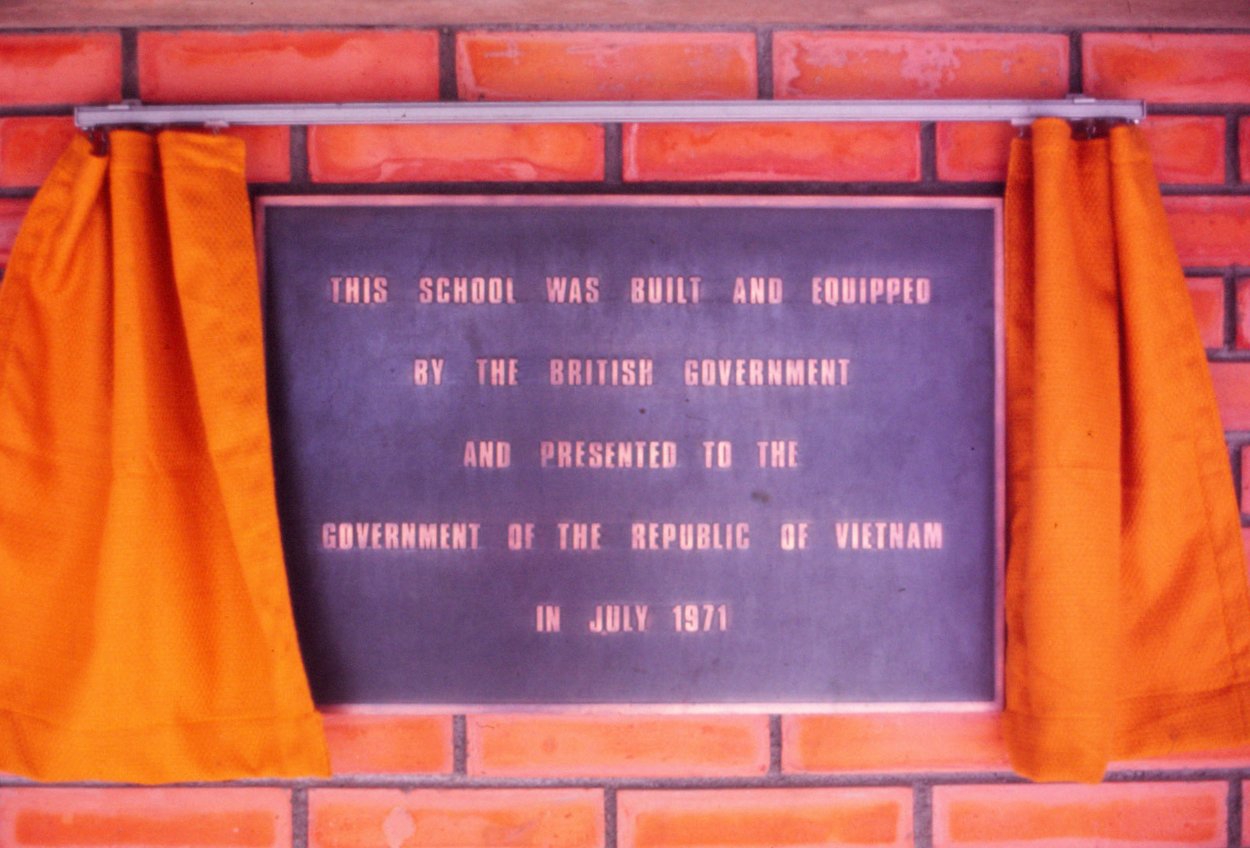 THIS SCHOOL WAS BUILT AND EQUIPPED
BY THE BRITISH GOVERNMENT
AND PRESENTED TO THE
GOVERNMENT OF THE REPUBLIC OF VIETNAM
IN JULY 1971